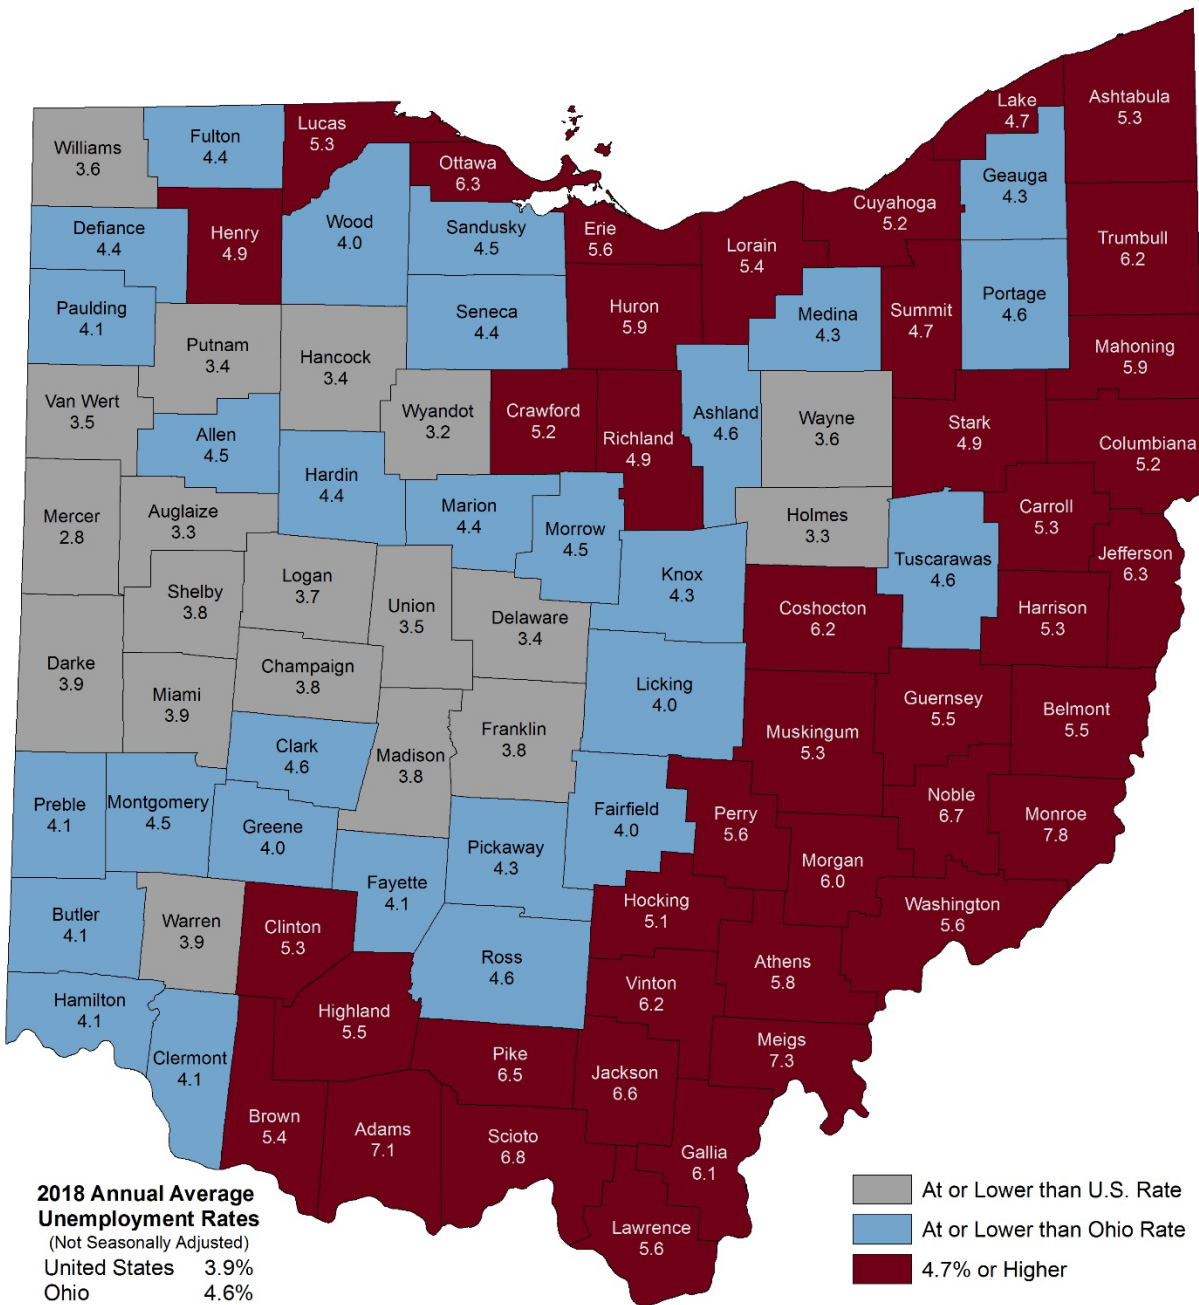 Lake
4.7
Ashtabula
5.3
Williams
3.6
Fulton
4.4
Lucas
5.3
Ottawa
6.3
Geauga
4.3
Cuyahoga
5.2
Defiance
4.4
Henry
4.9
Wood
4.0
Sandusky
4.5
Erie
5.6
Lorain
5.4
Trumbull
6.2
Paulding
4.1
Seneca
4.4
Huron
5.9
Medina
4.3
Summit
4.7
Portage
4.6
Putnam
3.4
Hancock
3.4
Mahoning
5.9
Van Wert
3.5
Allen
4.5
Wyandot
3.2
Crawford
5.2
Richland
4.9
Ashland
4.6
Wayne
3.6
Stark
4.9
Columbiana
5.2
Hardin
4.4
Mercer
2.8
Auglaize
3.3
Marion
4.4
Morrow
4.5
Holmes
3.3
Carroll
5.3
Tuscarawas
4.6
Jefferson
6.3
Shelby
3.8
Logan
3.7
Union
3.5
Delaware
3.4
Knox
4.3
Coshocton
6.2
Harrison
5.3
Darke
3.9
Miami
3.9
Champaign
3.8
Licking
4.0
Guernsey
5.5
Belmont
5.5
Clark
4.6
Madison
3.8
Franklin
3.8
Muskingum
5.3
Preble
4.1
Montgomery
4.5
Greene
4.0
Fairfield
4.0
Perry
5.6
Noble
6.7
Monroe
7.8
Pickaway
4.3
Morgan
6.0
Fayette
4.1
Butler
4.1
Warren
3.9
Clinton
5.3
Hocking
5.1
Washington
5.6
Ross
4.6
Athens
5.8
Hamilton
4.1
Highland
5.5
Vinton
6.2
Clermont
4.1
Pike
6.5
Jackson
6.6
Meigs
7.3
Brown
5.4
Adams
7.1
Scioto
6.8
Gallia
6.1
Lawrence
5.6
2018 Annual Average
Unemployment Rates
(Not Seasonally Adjusted)
United States 3.9%
Ohio 4.6%
At or Lower than U.S. Rate
At or Lower than Ohio Rate
4.7% or Higher